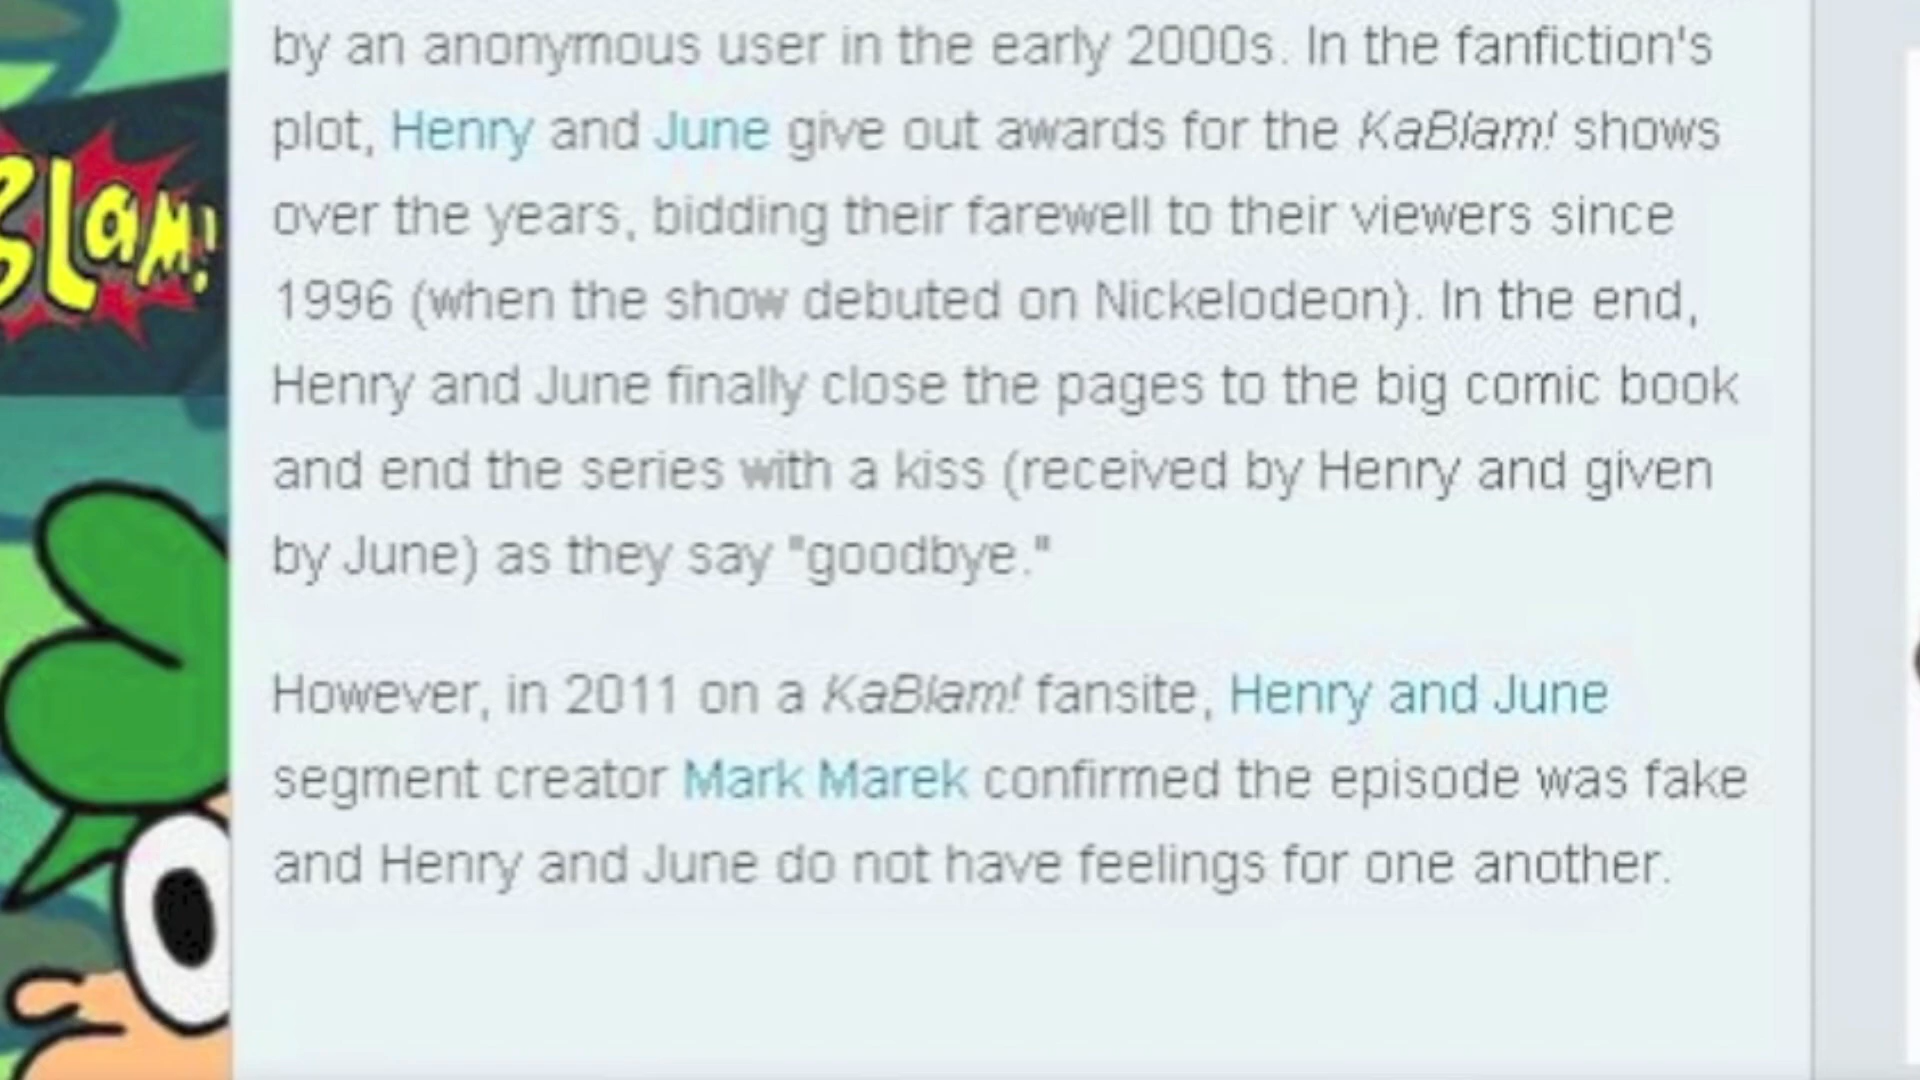 by an anonymous user in the early 2000s. In the fanfiction's
plot, Henry and June give out awards for the KaBlam! shows
over the years, bidding their farewell to their viewers since
1996 (when the show debuted on Nickelodeon). In the end,
Henry and June finally close the pages to the big comic book
and end the series with a kiss (received by Henry and given
by June) as they say "goodbye."
However, in 2011 on a KaBlam! fansite, Henry and June
segment creator Mark Marek confirmed the episode was fake
and Henry and June do not have feelings for one another.
BLaM!